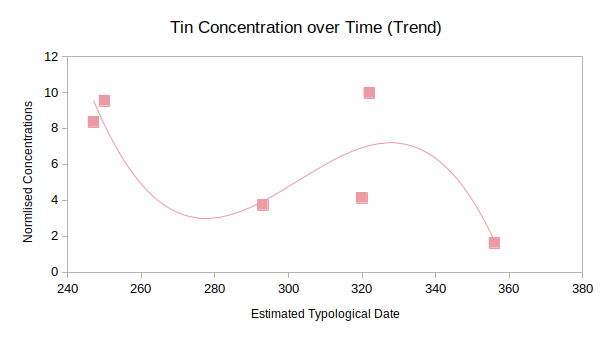 Tin Concentration over Time (Trend)
12
10
8
6
4
2
0
Normlised Concentrations
240 260 280 300 320 340 360 380
Estimated Typological Date